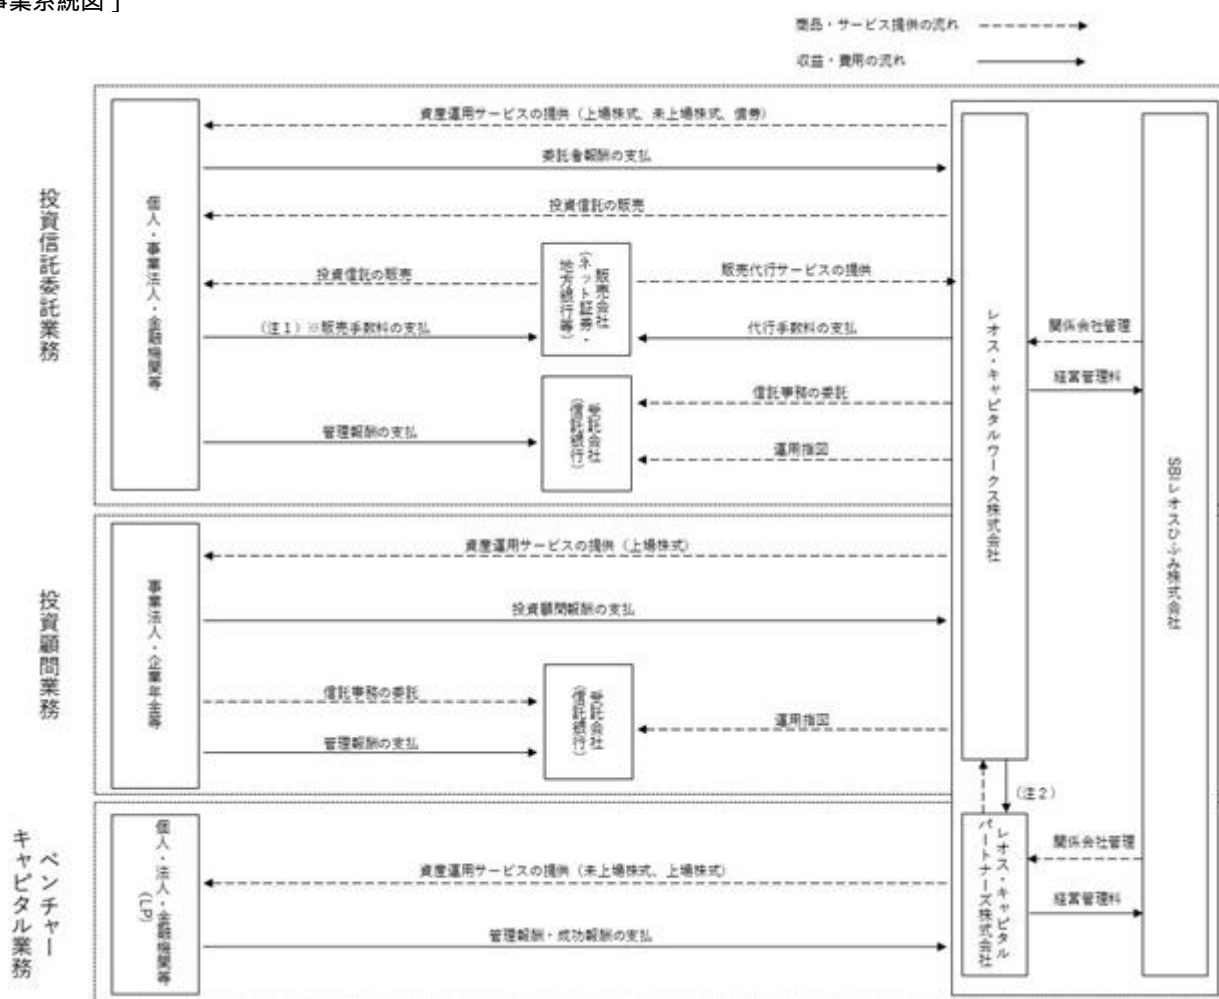 事業系統図］
商品・サービス提供の流れ
収益・費用の流れ
投資信託委託業務
個人・事業法人・金融機関等
資産運用サービスの提供（上場株式、未上場株式、債券）
委託者報酬の支払
投資信託の販売
投資信託の販売
（注１）※販売手数料の支払
販売会社
（ネット証券・
地方銀行等）
販売代行サービスの提供
代行手数料の支払
管理報酬の支払
受託会社
（信託銀行）
信託事務の委託
運用指図
レオス・キャピタルワークス株式会社
関係会社管理
経営管理料
SBIレオスひふみ株式会社
投資顧問業務
事業法人・企業年金等
資産運用サービスの提供（上場株式）
投資顧問報酬の支払
信託事務の委託
管理報酬の支払
受託会社
（信託銀行）
運用指図
（注２）
ベンチャー
キャピタル業務
個人・法人・金融機関等
（LP）
資産運用サービスの提供（未上場株式、上場株式）
管理報酬・成功報酬の支払
レオス・キャピタル
パートナーズ株式会社
関係会社管理
経営管理料